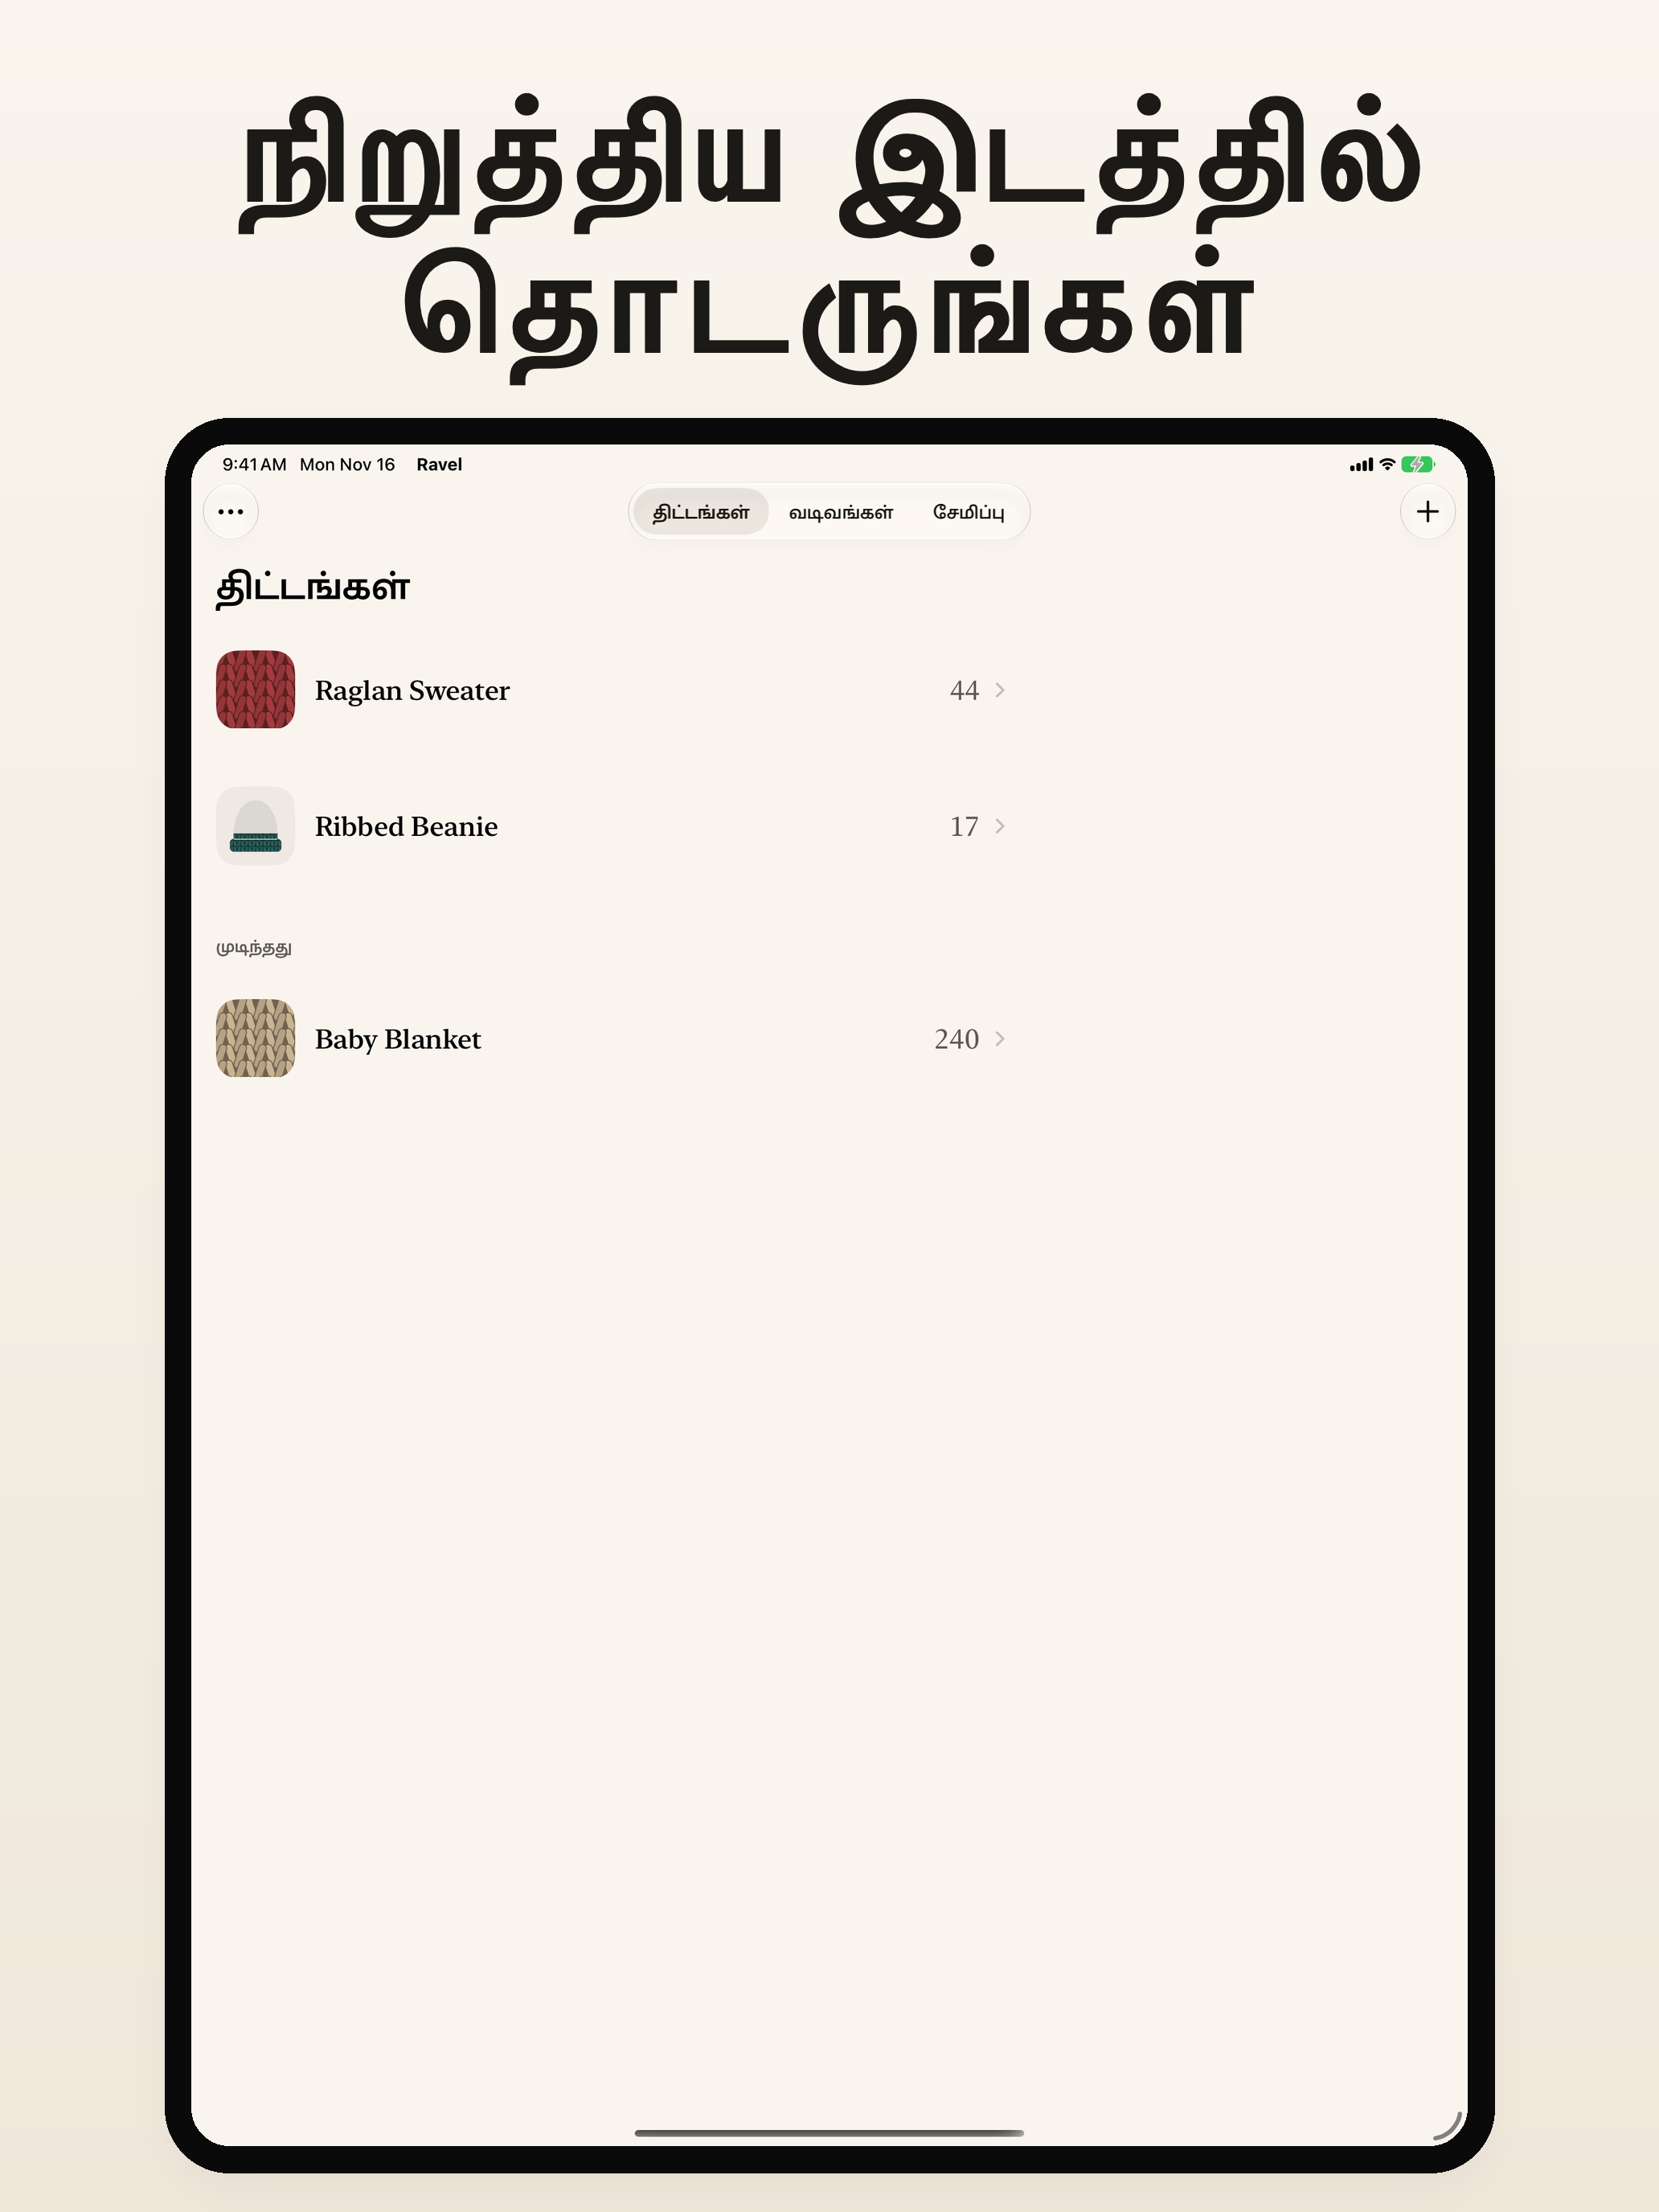 நிறுத்திய இடத்தில்
தொடருங்கள்
9:41 AM Mon Nov 16 Ravel
திட்டங்கள் வடிவங்கள் சேமிப்பு
திட்டங்கள்
Raglan Sweater 44
Ribbed Beanie 17
முடிந்தது
Baby Blanket 240